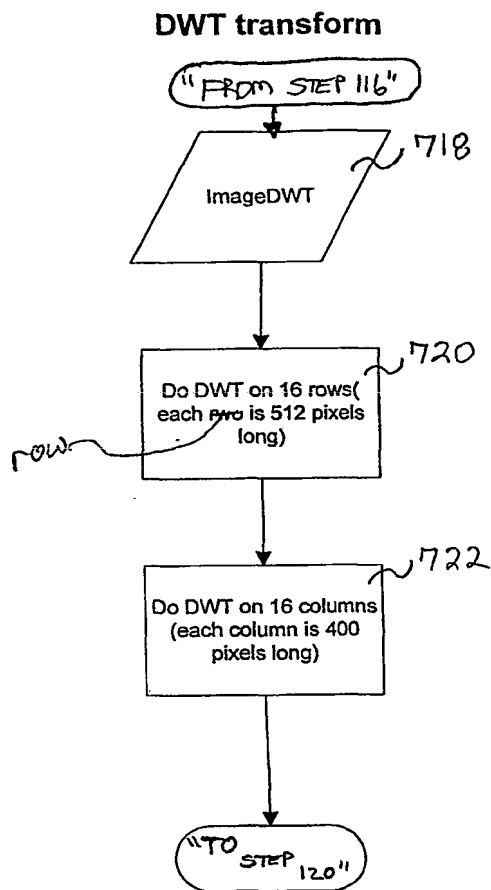 DWT transform
"FROM STEP 116"
718
ImageDWT
720
Do DWT on 16 rows(
each rwo is 512 pixels
long)
row
722
Do DWT on 16 columns
(each column is 400
pixels long)
"TO
STEP 120"